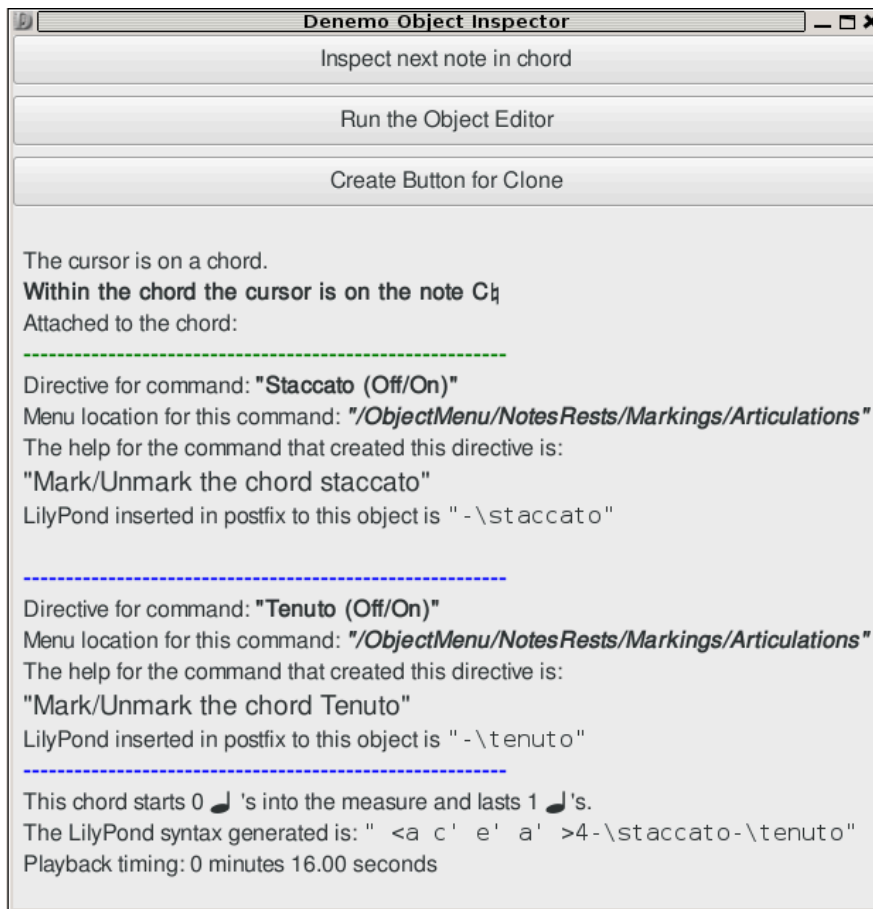 Denemo Object Inspector
Inspect next note in chord
Run the Object Editor
Create Button for Clone
The cursor is on a chord.
Within the chord the cursor is on the note C♮
Attached to the chord:
---------------------------------------------------------
Directive for command: "Staccato (Off/On)"
Menu location for this command: "/ObjectMenu/NotesRests/Markings/Articulations"
The help for the command that created this directive is:
"Mark/Unmark the chord staccato"
LilyPond inserted in postfix to this object is "-\staccato"
---------------------------------------------------------
Directive for command: "Tenuto (Off/On)"
Menu location for this command: "/ObjectMenu/NotesRests/Markings/Articulations"
The help for the command that created this directive is:
"Mark/Unmark the chord Tenuto"
LilyPond inserted in postfix to this object is "-\tenuto"
---------------------------------------------------------
This chord starts 0 ♩ 's into the measure and lasts 1 ♩'s.
The LilyPond syntax generated is: " <a c' e' a' >4-\staccato-\tenuto"
Playback timing: 0 minutes 16.00 seconds